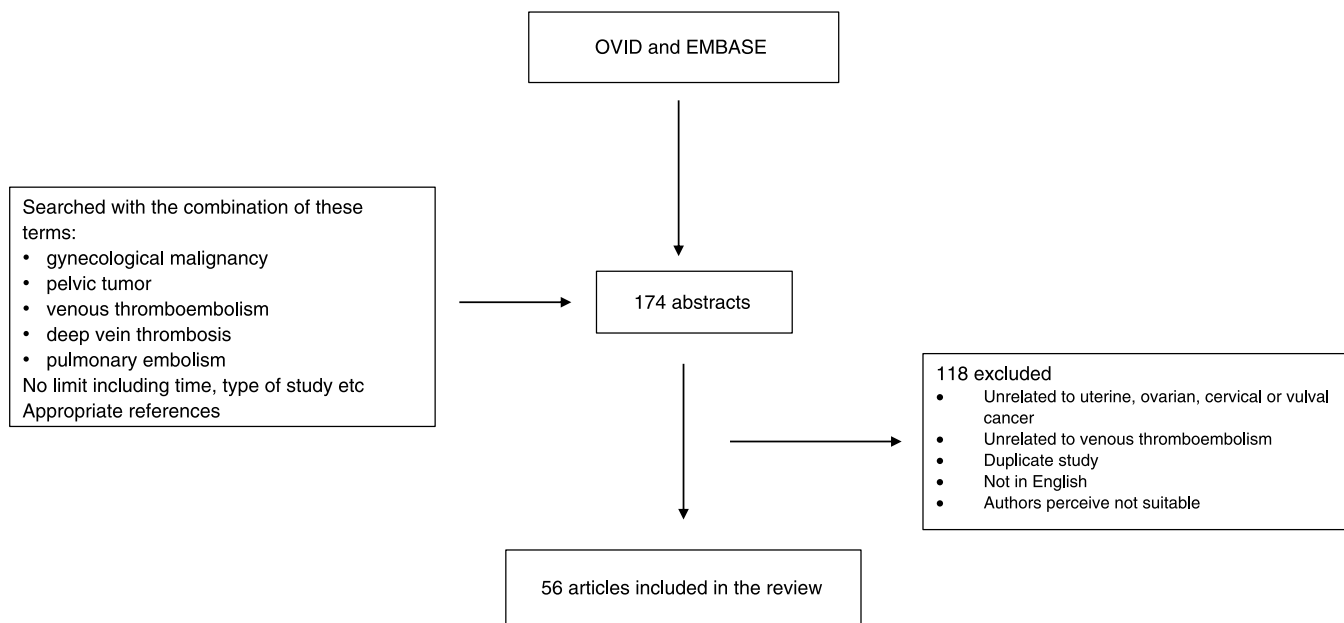 OVID and EMBASE
Searched with the combination of these
terms:
• gynecological malignancy
• pelvic tumor
• venous thromboembolism
• deep vein thrombosis
• pulmonary embolism
No limit including time, type of study etc
Appropriate references
174 abstracts
118 excluded
• Unrelated to uterine, ovarian, cervical or vulval
cancer
• Unrelated to venous thromboembolism
• Duplicate study
• Not in English
• Authors perceive not suitable
56 articles included in the review